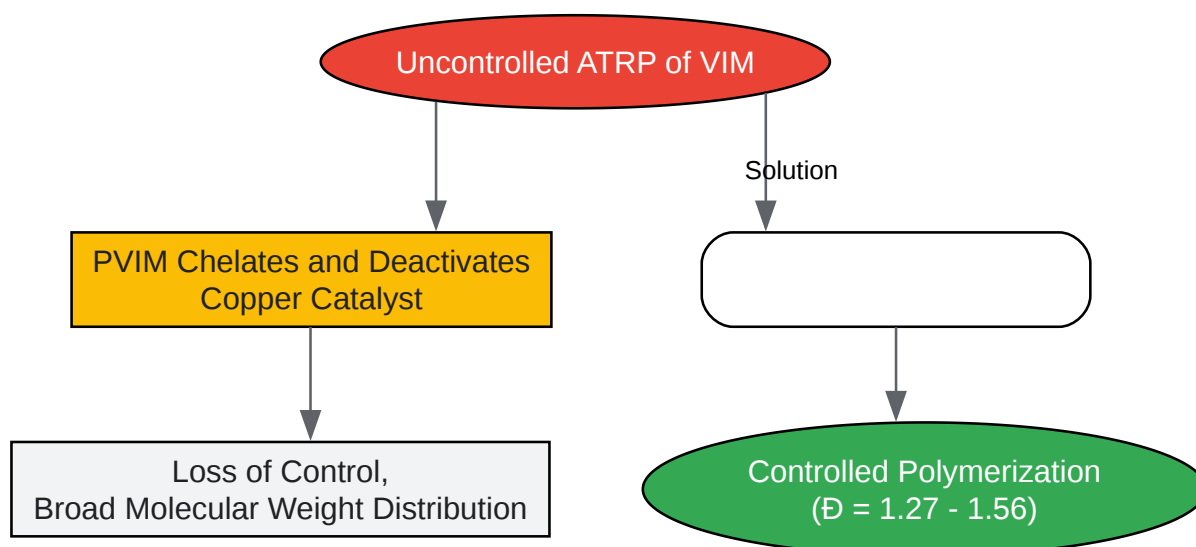 Uncontrolled ATRP of VIM
Solution
PVIM Chelates and Deactivates
Copper Catalyst
Loss of Control,
Broad Molecular Weight Distribution
Controlled Polymerization
(Đ = 1.27 - 1.56)